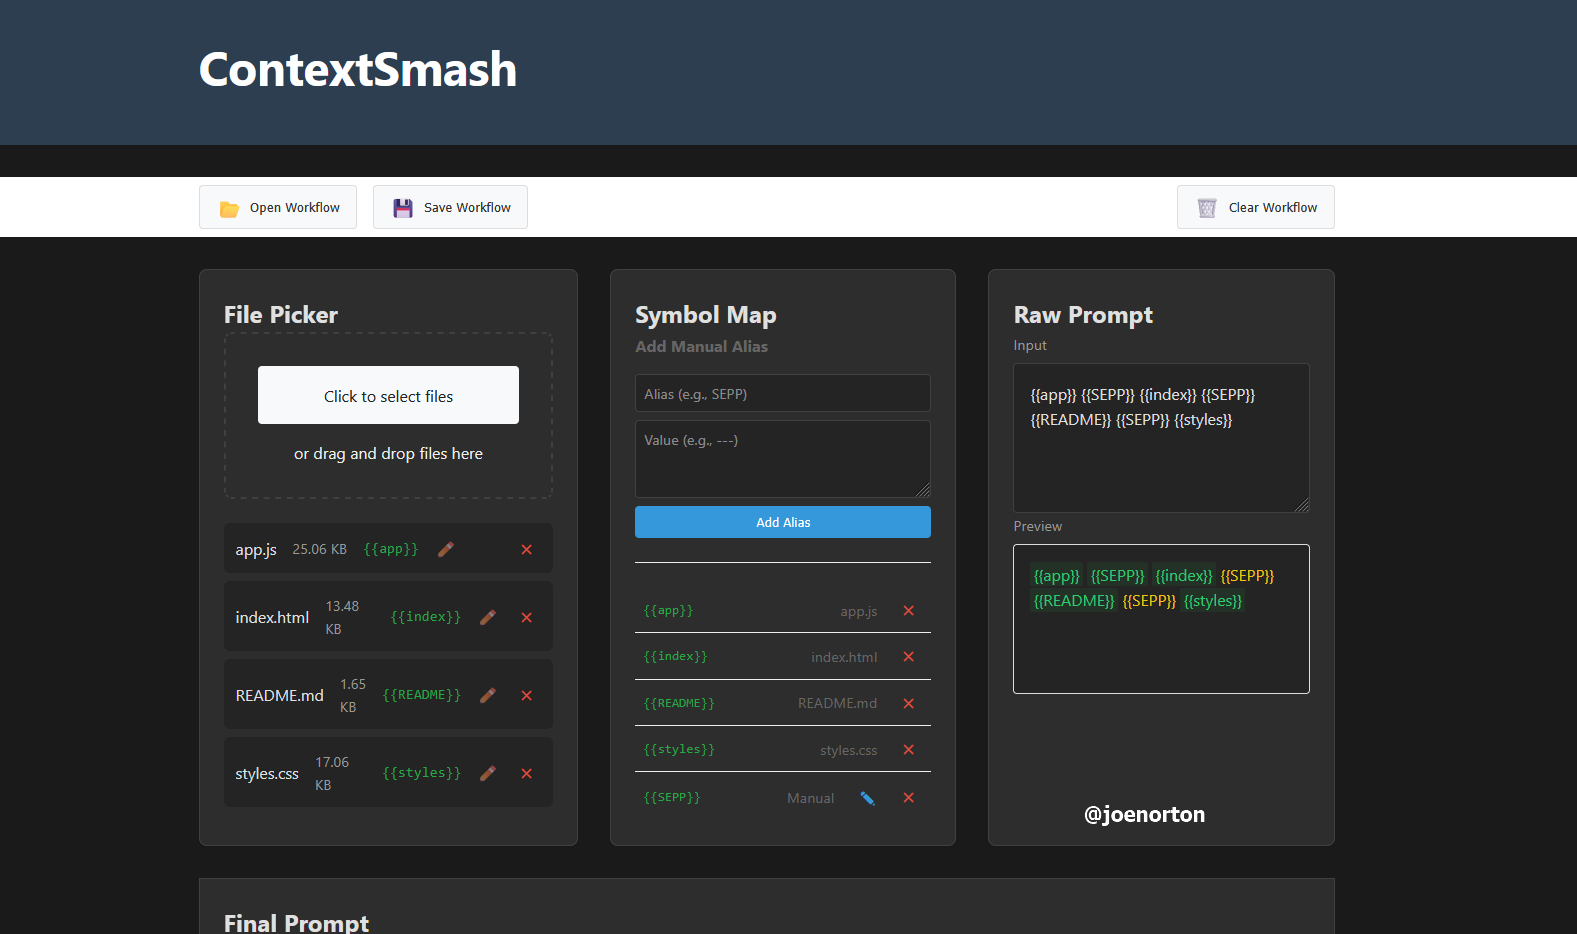 ContextSmash
Open Workflow
Save Workflow
Clear Workflow
File Picker
Click to select files
or drag and drop files here
app.js 25.06 KB {{app}}
index.html 13.48 KB {{index}}
README.md 1.65 KB {{README}}
styles.css 17.06 KB {{styles}}
Symbol Map
Add Manual Alias
Alias (e.g., SEPP)
Value (e.g., ---)
Add Alias
{{app}} app.js
{{index}} index.html
{{README}} README.md
{{styles}} styles.css
{{SEPP}} Manual
Raw Prompt
Input
{{app}} {{SEPP}} {{index}} {{SEPP}}
{{README}} {{SEPP}} {{styles}}
Preview
{{app}} {{SEPP}} {{index}} {{SEPP}}
{{README}} {{SEPP}} {{styles}}
@joenorton
Final Prompt